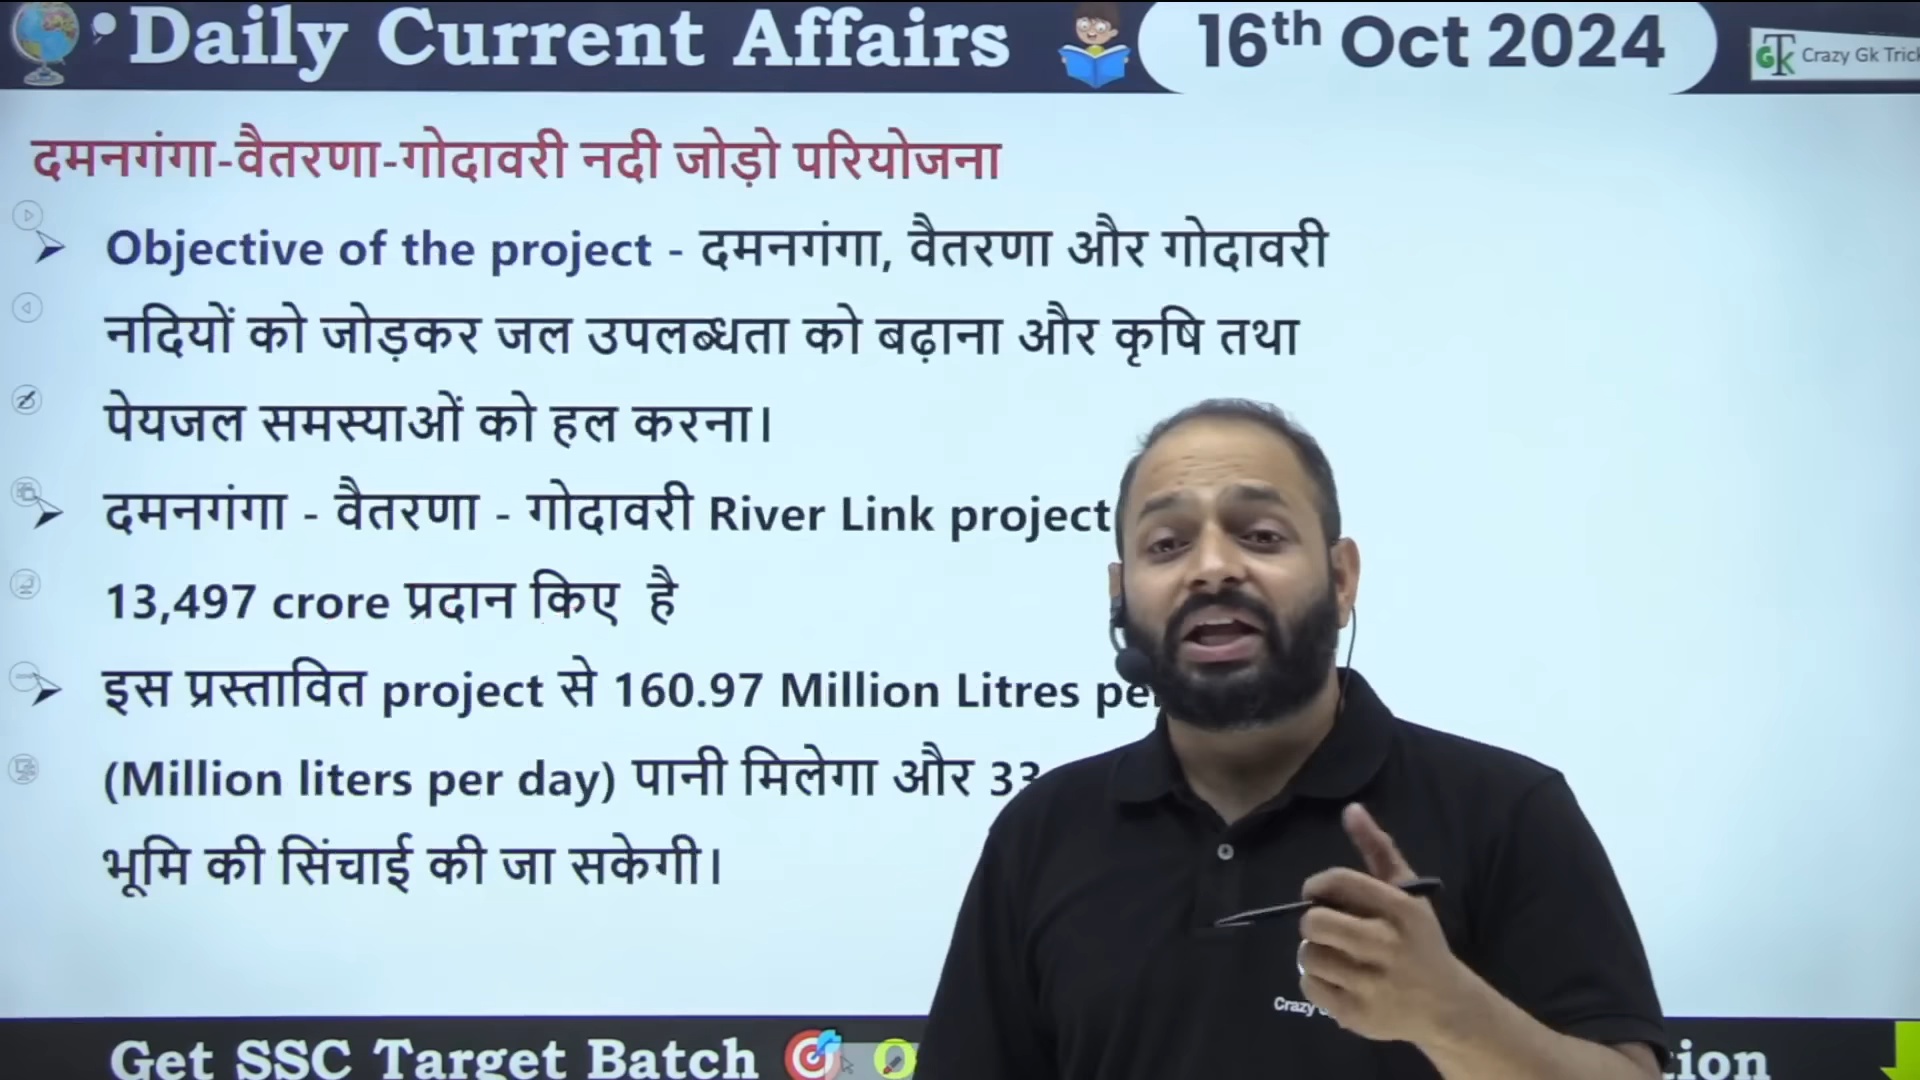 Daily Current Affairs
16th Oct 2024
Crazy Gk Trick
दमनगंगा-वैतरणा-गोदावरी नदी जोड़ो परियोजना
Objective of the project - दमनगंगा, वैतरणा और गोदावरी
नदियों को जोड़कर जल उपलब्धता को बढ़ाना और कृषि तथा
पेयजल समस्याओं को हल करना।
दमनगंगा - वैतरणा - गोदावरी River Link project
13,497 crore प्रदान किए है
इस प्रस्तावित project से 160.97 Million Litres
(Million liters per day) पानी मिलेगा और
भूमि की सिंचाई की जा सकेगी।
Crazy
Get SSC Target Batch